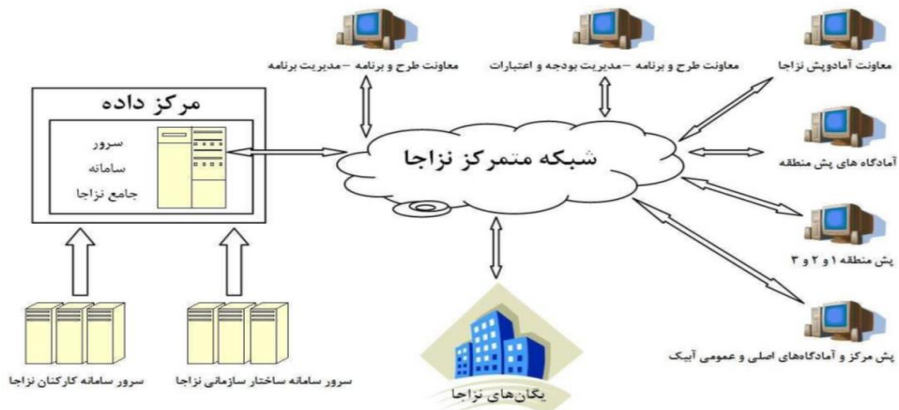 معاونت آمادوپش نزاجا
معاونت طرح و برنامه – مدیریت بودجه و اعتبارات
معاونت طرح و برنامه – مدیریت برنامه
مرکز داده
سرور
سامانه
جامع نزاجا
شبکه متمرکز نزاجا
آمادگاه های پش منطقه
پش منطقه ۱ و ۲ و ۳
پش مرکز و آمادگاه‌های اصلی و عمومی آبیک
یگان‌های نزاجا
سرور سامانه ساختار سازمانی نزاجا
سرور سامانه کارکنان نزاجا